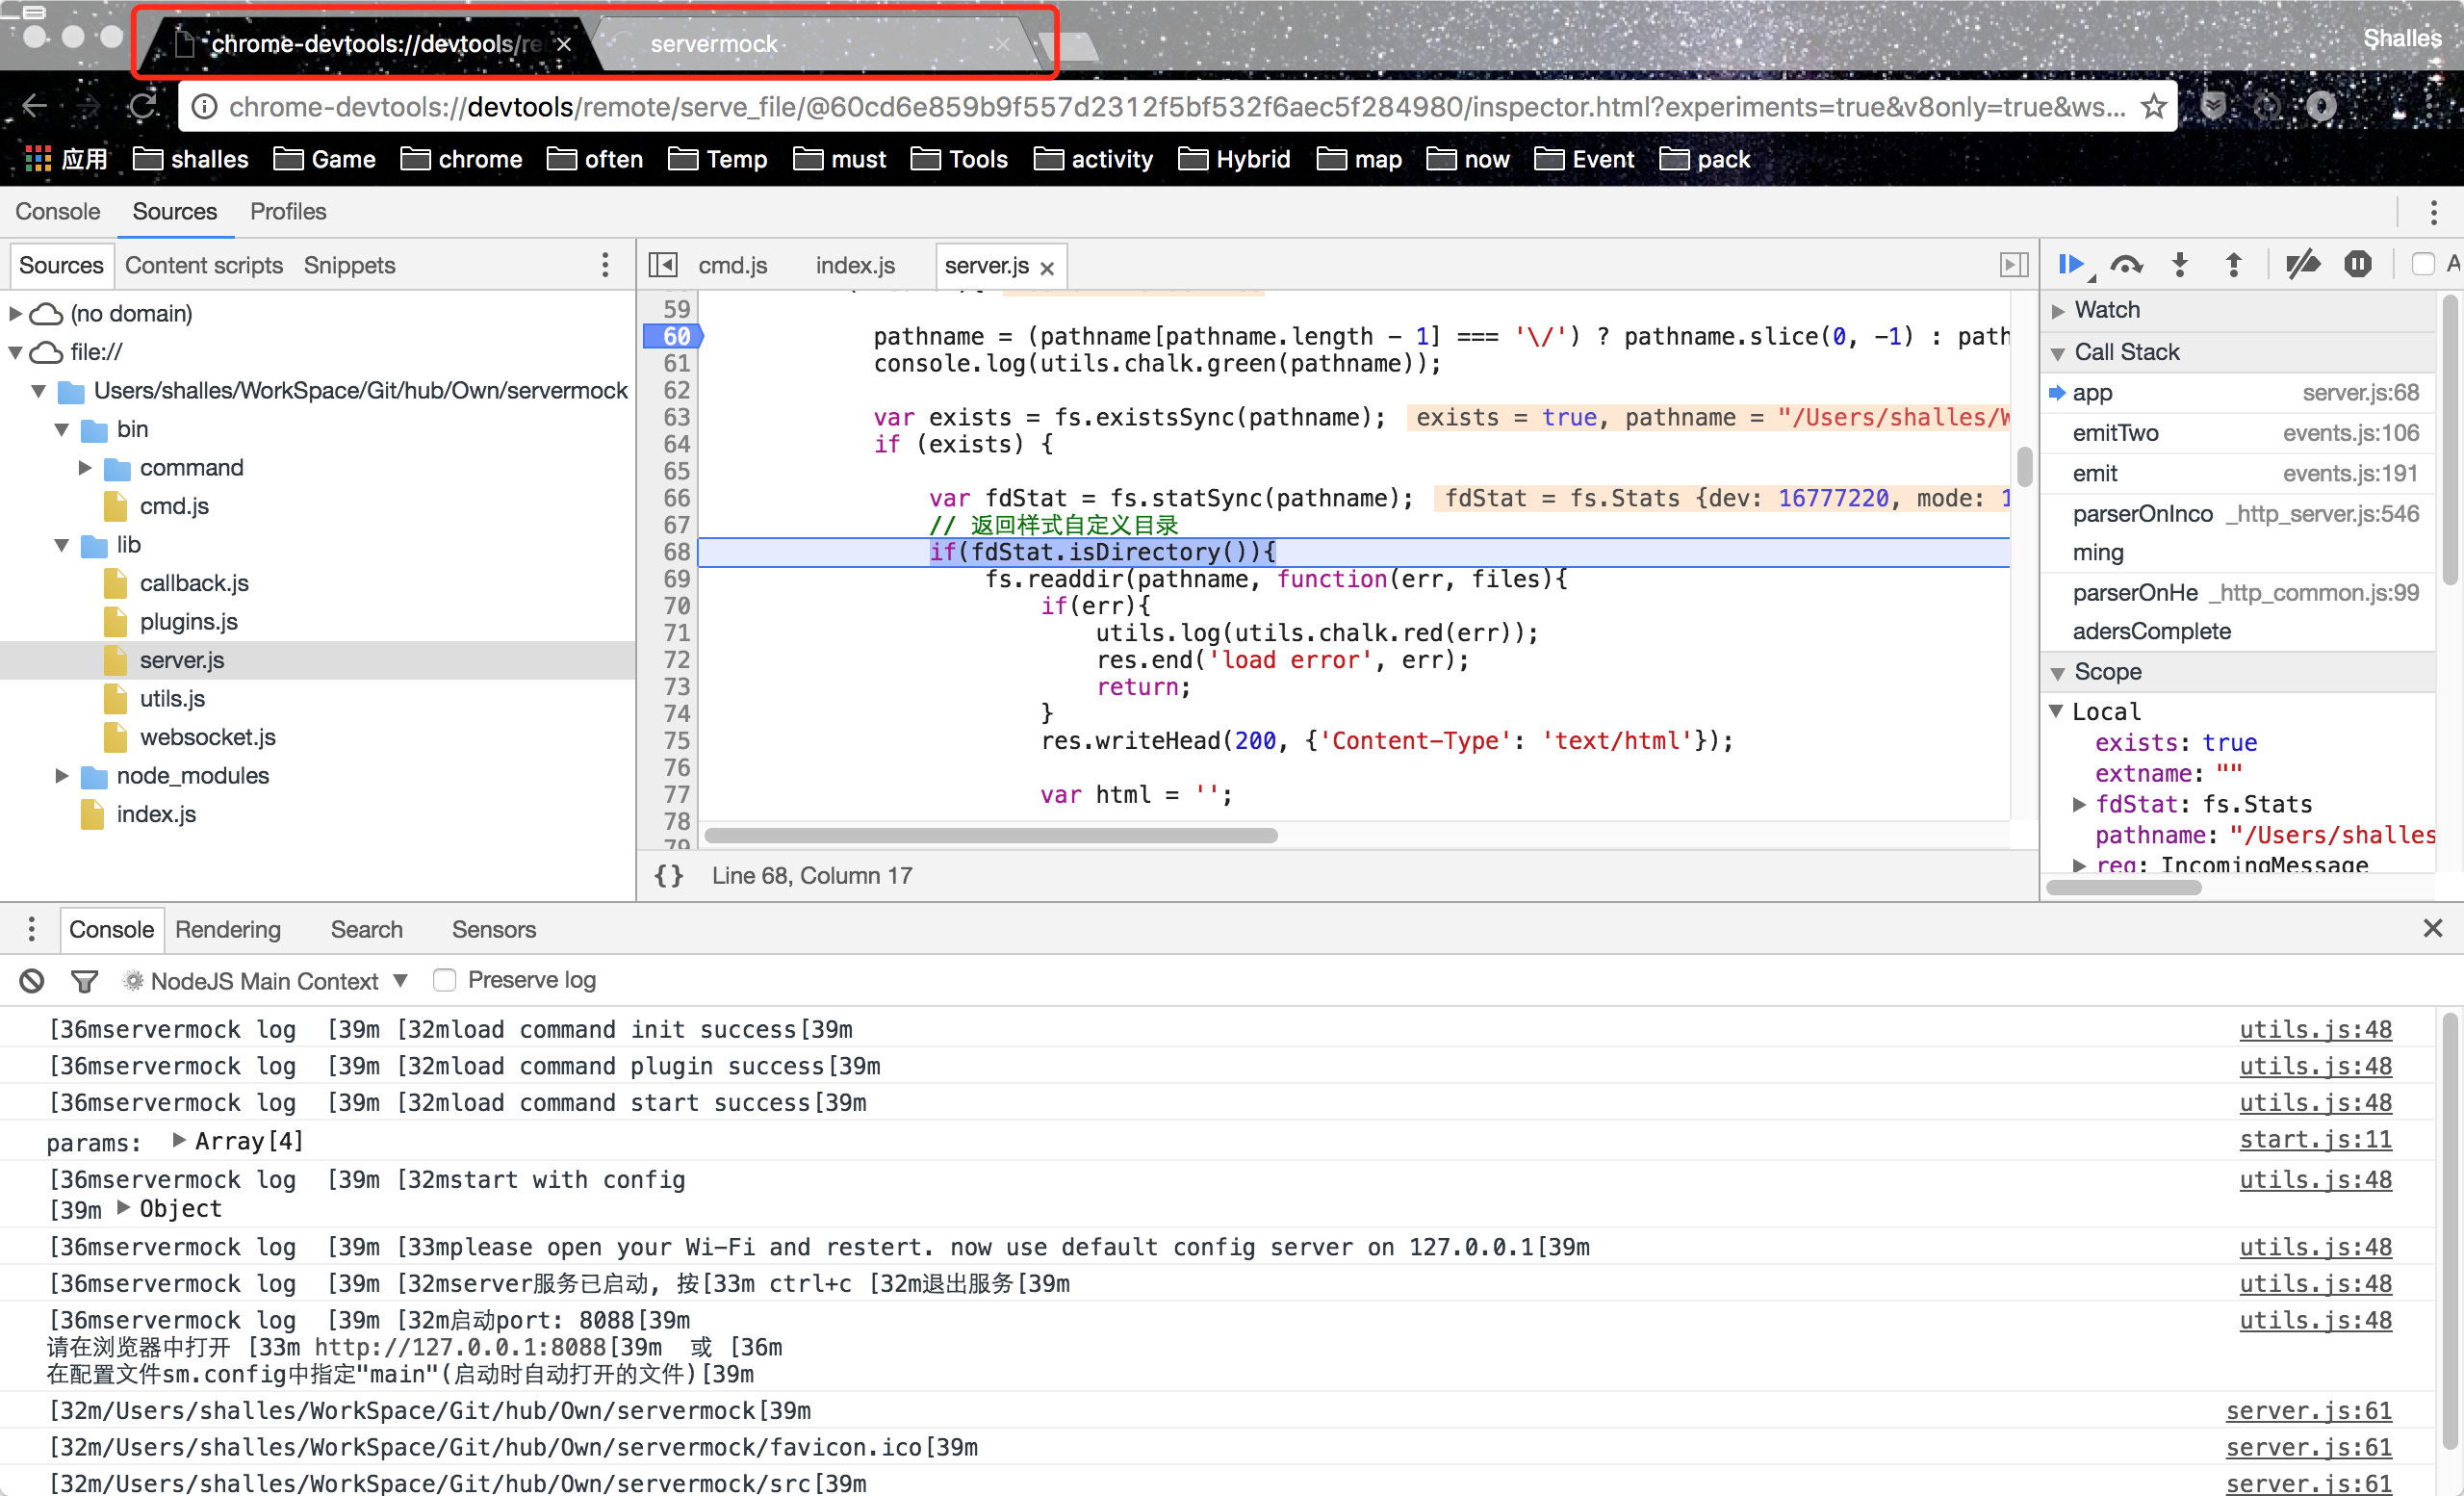 chrome-devtools://devtools/re
servermock
Shalles
chrome-devtools://devtools/remote/serve_file/@60cd6e859b9f557d2312f5bf532f6aec5f284980/inspector.html?experiments=true&v8only=true&ws...
应用 shalles Game chrome often Temp must Tools activity Hybrid map now Event pack
Console Sources Profiles
Sources Content scripts Snippets
(no domain)
file://
Users/shalles/WorkSpace/Git/hub/Own/servermock
bin
command
cmd.js
lib
callback.js
plugins.js
server.js
utils.js
websocket.js
node_modules
index.js
cmd.js index.js server.js
59
60 pathname = (pathname[pathname.length - 1] === '\/') ? pathname.slice(0, -1) : path
61 console.log(utils.chalk.green(pathname));
62
63 var exists = fs.existsSync(pathname); exists = true, pathname = "/Users/shalles/W
64 if (exists) {
65
66 var fdStat = fs.statSync(pathname); fdStat = fs.Stats {dev: 16777220, mode: 1
67 // 返回样式自定义目录
68 if(fdStat.isDirectory()){
69 fs.readdir(pathname, function(err, files){
70 if(err){
71 utils.log(utils.chalk.red(err));
72 res.end('load error', err);
73 return;
74 }
75 res.writeHead(200, {'Content-Type': 'text/html'});
76
77 var html = '';
78
79
{} Line 68, Column 17
A
Watch
Call Stack
app server.js:68
emitTwo events.js:106
emit events.js:191
parserOnInco _http_server.js:546
ming
parserOnHe _http_common.js:99
adersComplete
Scope
Local
exists: true
extname: ""
fdStat: fs.Stats
pathname: "/Users/shalles
req: IncomingMessage
Console Rendering Search Sensors
NodeJS Main Context Preserve log
[36mservermock log [39m [32mload command init success[39m utils.js:48
[36mservermock log [39m [32mload command plugin success[39m utils.js:48
[36mservermock log [39m [32mload command start success[39m utils.js:48
params: Array[4] start.js:11
[36mservermock log [39m [32mstart with config utils.js:48
[39m Object
[36mservermock log [39m [33mplease open your Wi-Fi and restert. now use default config server on 127.0.0.1[39m utils.js:48
[36mservermock log [39m [32mserver服务已启动, 按[33m ctrl+c [32m退出服务[39m utils.js:48
[36mservermock log [39m [32m启动port: 8088[39m utils.js:48
请在浏览器中打开 [33m http://127.0.0.1:8088[39m 或 [36m
在配置文件sm.config中指定"main"(启动时自动打开的文件)[39m
[32m/Users/shalles/WorkSpace/Git/hub/Own/servermock[39m server.js:61
[32m/Users/shalles/WorkSpace/Git/hub/Own/servermock/favicon.ico[39m server.js:61
[32m/Users/shalles/WorkSpace/Git/hub/Own/servermock/src[39m server.js:61